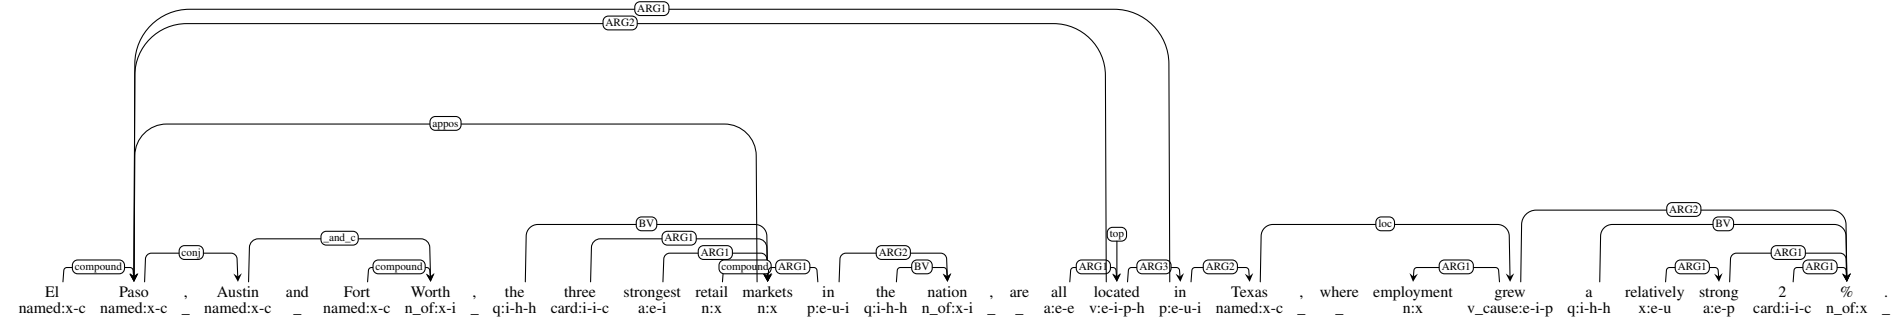 ARG1
ARG2
appos
BV
ARG2
_and_c
ARG1
top
loc
BV
conj
ARG1
ARG2
ARG1
compound
compound
compound
ARG1
BV
ARG1
ARG3
ARG2
ARG1
ARG1
ARG1
El Paso , Austin and Fort Worth , the three strongest retail markets in the nation , are all located in Texas , where employment grew a relatively strong 2 % .
named:x-c named:x-c _ named:x-c _ named:x-c n_of:x-i _ q:i-h-h card:i-i-c a:e-i n:x n:x p:e-u-i q:i-h-h n_of:x-i _ _ a:e-e v:e-i-p-h p:e-u-i named:x-c _ _ n:x v_cause:e-i-p q:i-h-h x:e-u a:e-p card:i-i-c n_of:x _